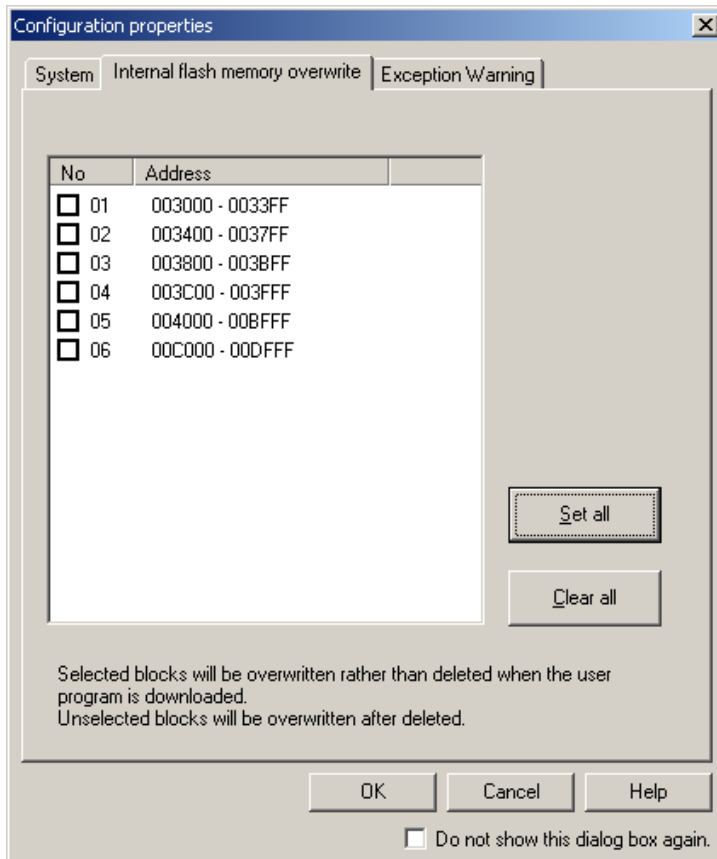 Configuration properties
System Internal flash memory overwrite Exception Warning
No Address
01 003000 - 0033FF
02 003400 - 0037FF
03 003800 - 003BFF
04 003C00 - 003FFF
05 004000 - 00BFFF
06 00C000 - 00DFFF
Set all
Clear all
Selected blocks will be overwritten rather than deleted when the user
program is downloaded.
Unselected blocks will be overwritten after deleted.
OK Cancel Help
Do not show this dialog box again.